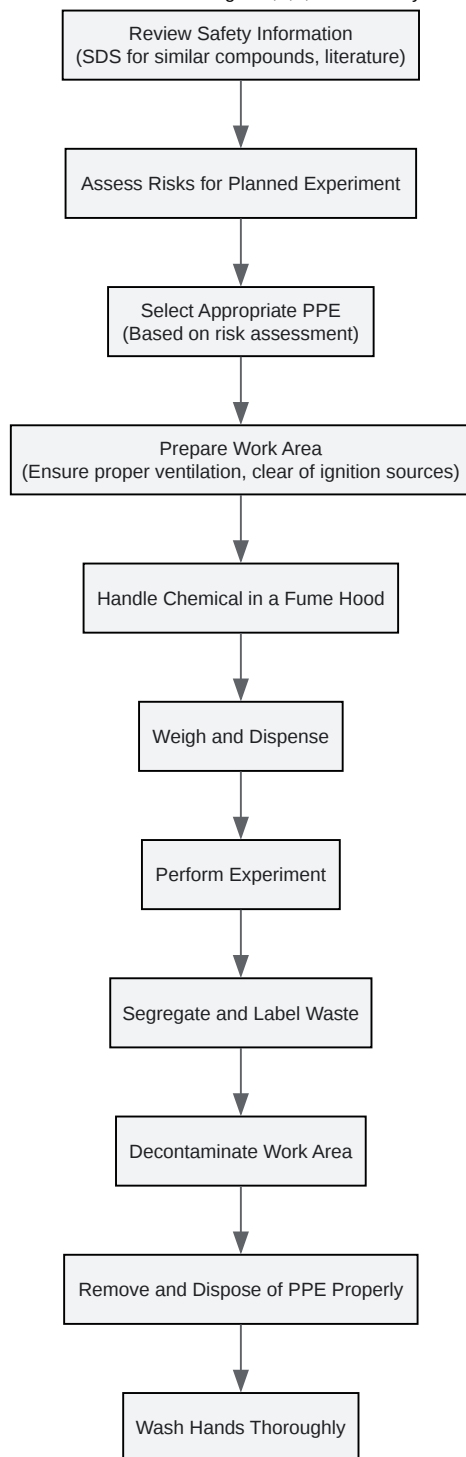 Review Safety Information
(SDS for similar compounds, literature)
Assess Risks for Planned Experiment
Select Appropriate PPE
(Based on risk assessment)
Prepare Work Area
(Ensure proper ventilation, clear of ignition sources)
Handle Chemical in a Fume Hood
Weigh and Dispense
Perform Experiment
Segregate and Label Waste
Decontaminate Work Area
Remove and Dispose of PPE Properly
Wash Hands Thoroughly